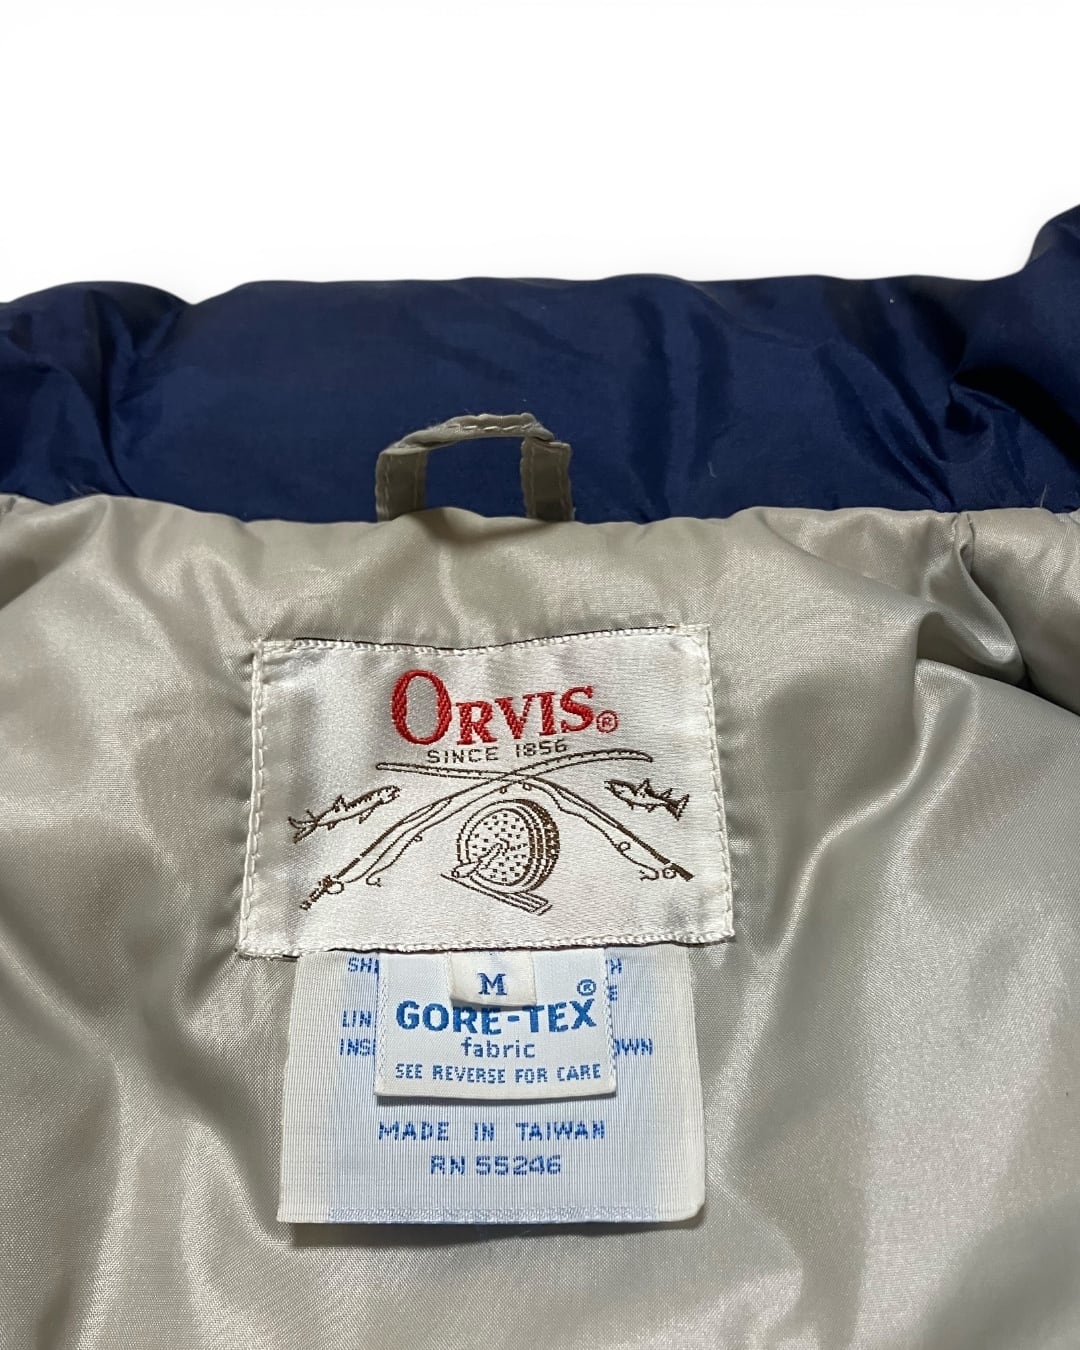 ORVIS®
SINCE 1856
M
GORE-TEX®
fabric
SEE REVERSE FOR CARE
MADE IN TAIWAN
RN 55246